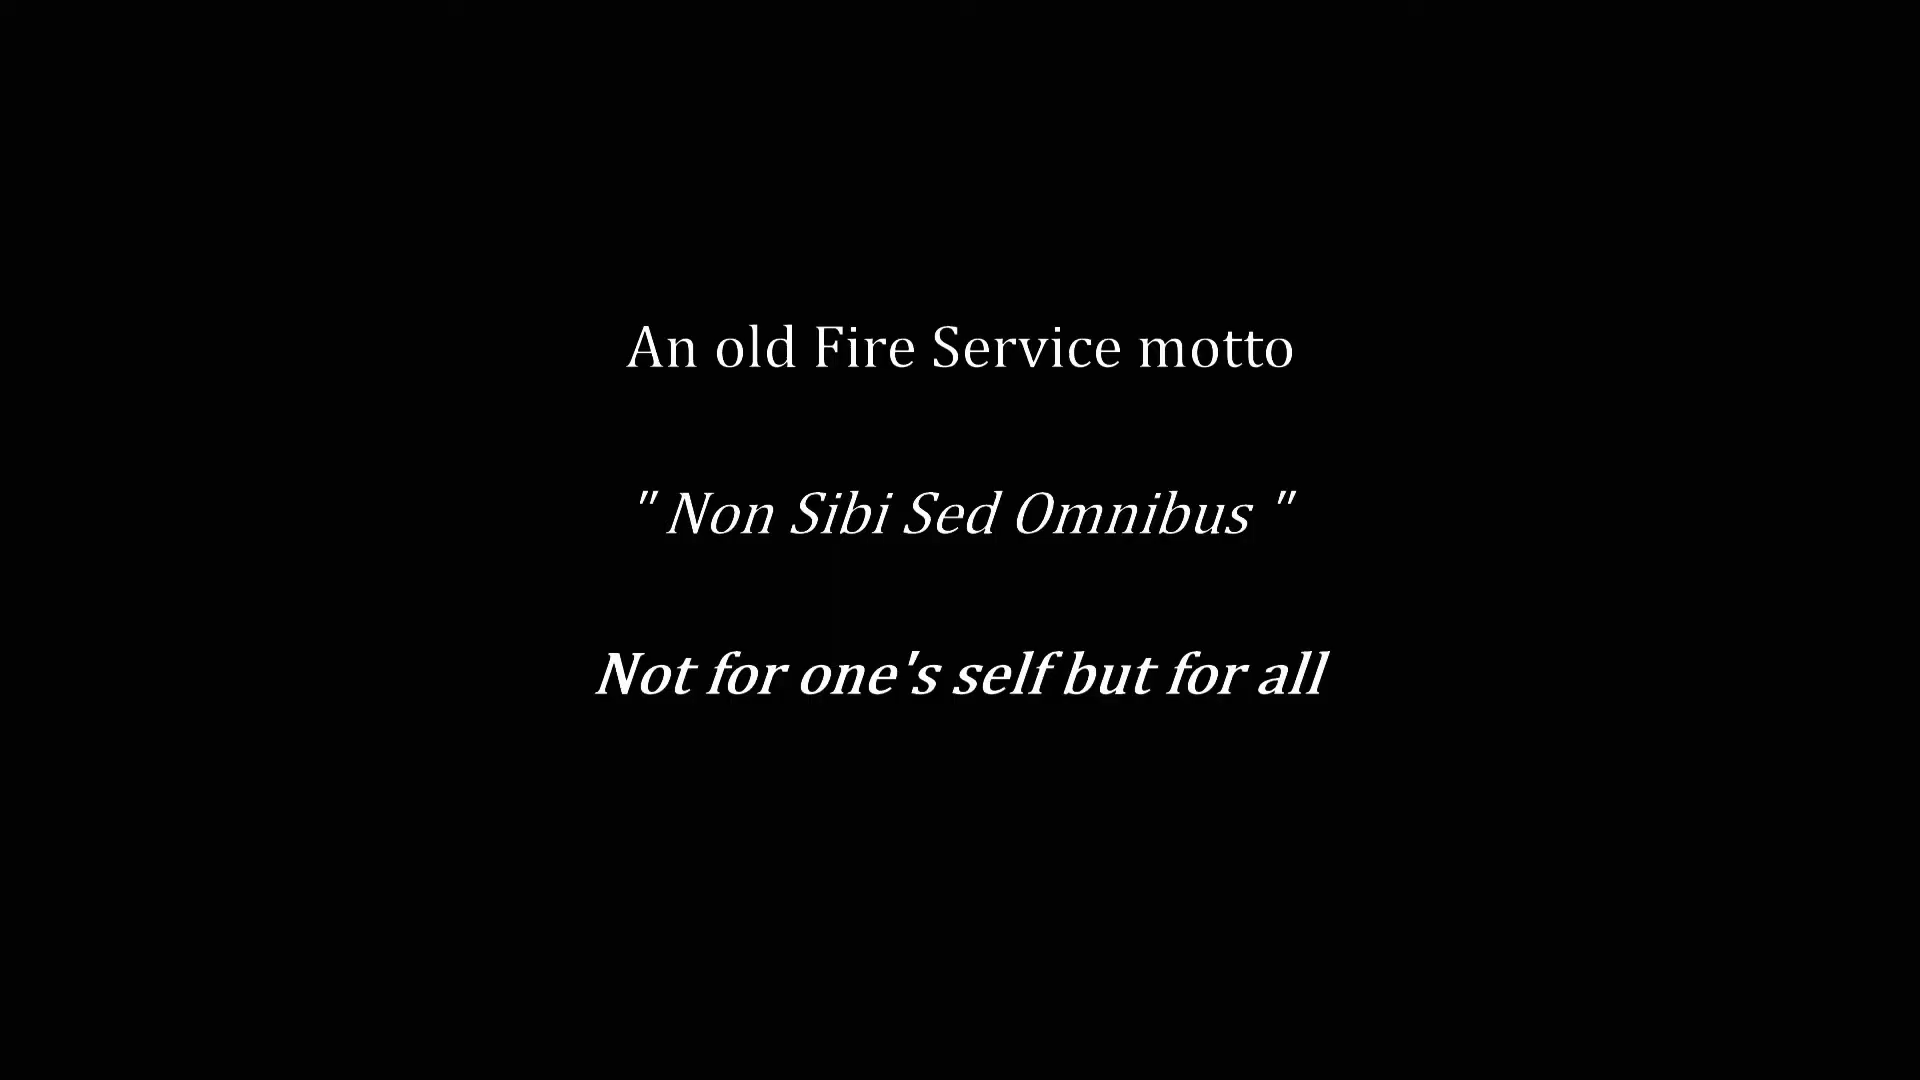 An old Fire Service motto
" Non Sibi Sed Omnibus "
Not for one's self but for all